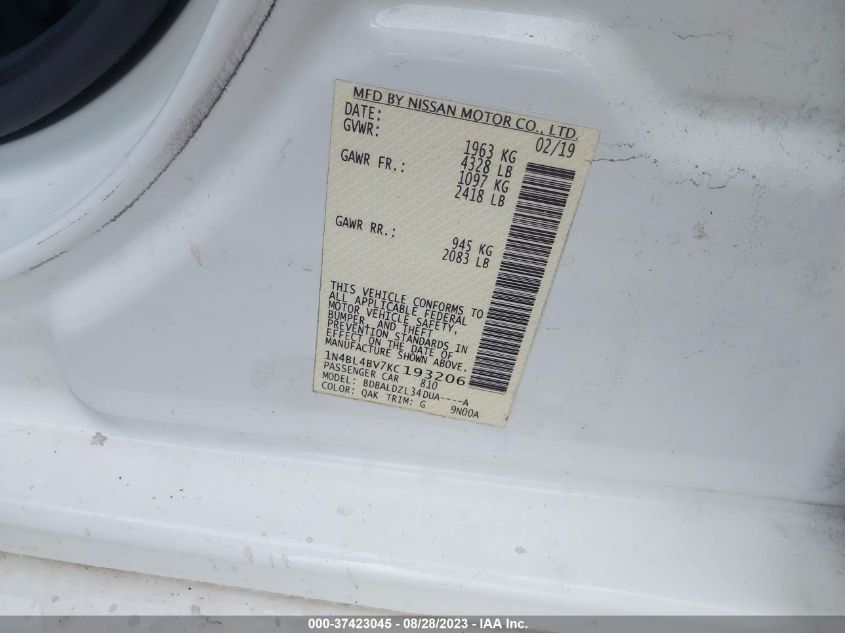 MFD BY NISSAN MOTOR CO., LTD.
DATE: 02/19
GVWR: 1963 KG
4328 LB
GAWR FR.: 1097 KG
2418 LB
GAWR RR.: 945 KG
2083 LB
THIS VEHICLE CONFORMS TO
ALL APPLICABLE FEDERAL
MOTOR VEHICLE SAFETY,
BUMPER, AND THEFT
PREVENTION STANDARDS IN
EFFECT ON THE DATE OF
MANUFACTURE SHOWN ABOVE.
1N4BL4BV7KC193206
PASSENGER CAR 810
MODEL: BDBALDZL34DUA----A
COLOR: QAK TRIM: G 9N00A
000-37423045 - 08/28/2023 - IAA Inc.